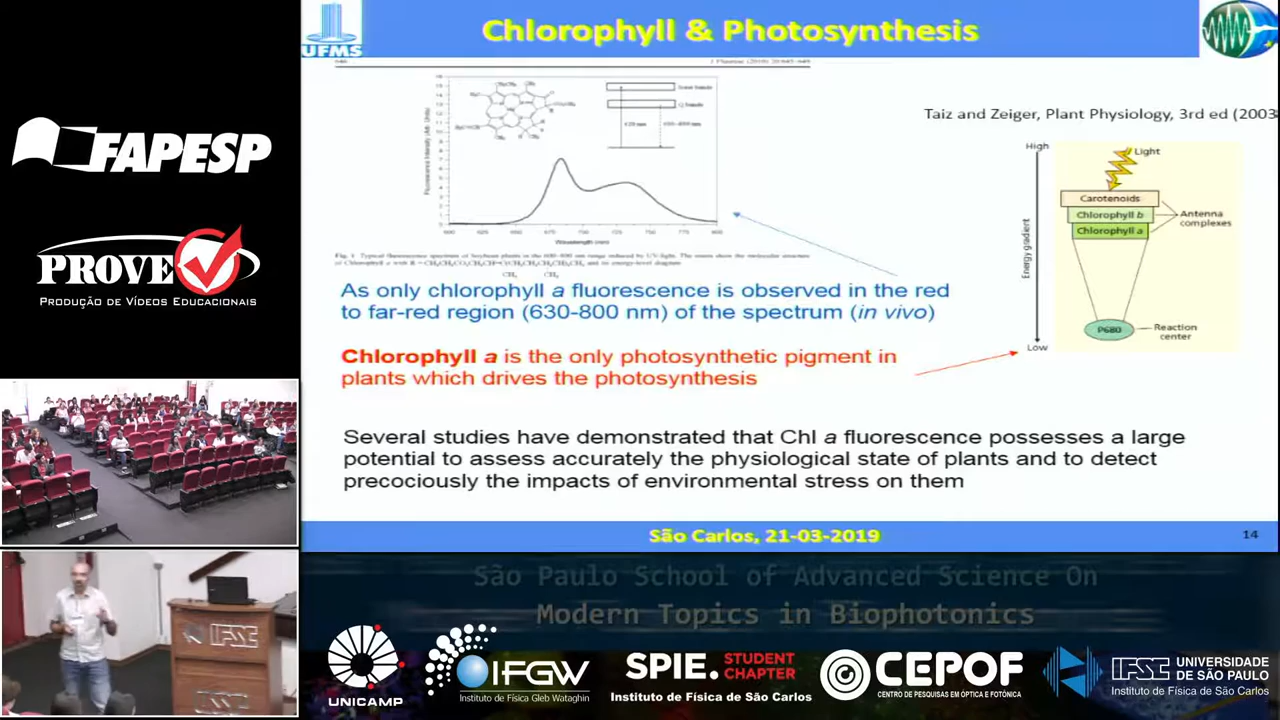 UFMS
Chlorophyll & Photosynthesis
FAPESP
PROVE
PRODUÇÃO DE VÍDEOS EDUCACIONAIS
Taiz and Zeiger, Plant Physiology, 3rd ed (2003
Fluorescence Intensity (Arb. Units)
Wavelength (nm)
High
Light
Carotenoids
Chlorophyll b
Chlorophyll a
Antenna
complexes
Energy gradient
P680
Reaction
center
Low
As only chlorophyll a fluorescence is observed in the red
to far-red region (630-800 nm) of the spectrum (in vivo)
Chlorophyll a is the only photosynthetic pigment in
plants which drives the photosynthesis
Several studies have demonstrated that Chl a fluorescence possesses a large
potential to assess accurately the physiological state of plants and to detect
precociously the impacts of environmental stress on them
São Carlos, 21-03-2019
14
São Paulo School of Advanced Science On
Modern Topics in Biophotonics
IFSC
UNICAMP
IFGW
Instituto de Física Gleb Wataghin
SPIE. STUDENT
CHAPTER
Instituto de Física de São Carlos
CEPOF
CENTRO DE PESQUISAS EM ÓPTICA E FOTÔNICA
IFSC UNIVERSIDADE
DE SÃO PAULO
Instituto de Física de São Carlos